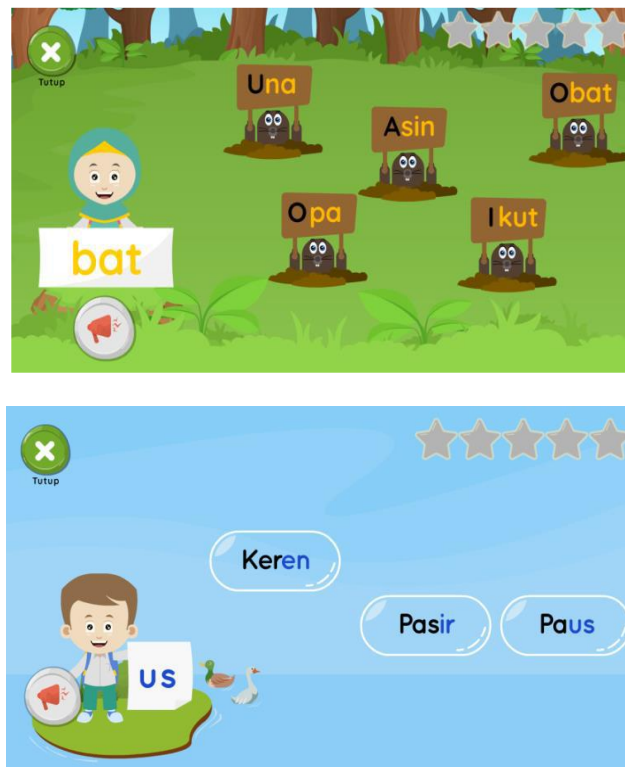 Tutup
Una
Obat
Asin
Opa
Ikut
bat
Tutup
Keren
Pasir
Paus
us